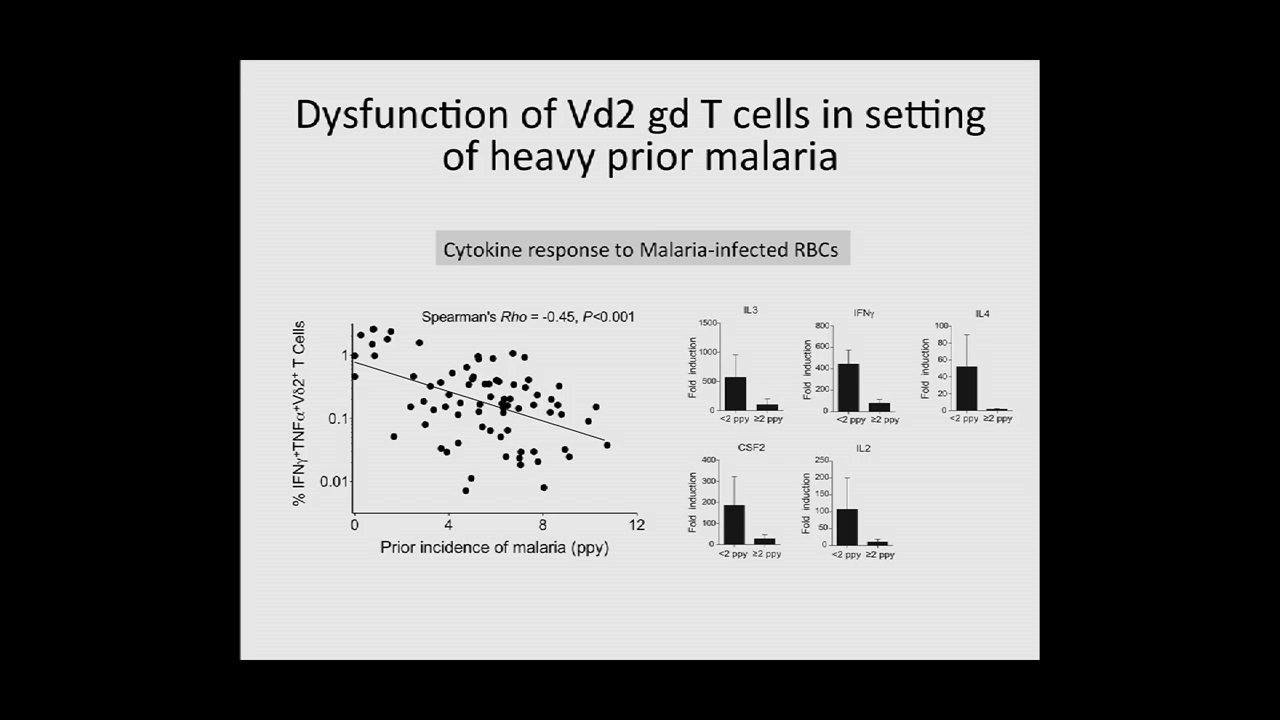 Dysfunction of Vd2 gd T cells in setting
of heavy prior malaria
Cytokine response to Malaria-infected RBCs
Spearman's Rho = -0.45, P<0.001
% IFNγ+TNFα+Vδ2+ T Cells
1
0.1
0.01
0
4
8
12
Prior incidence of malaria (ppy)
IL3
Fold induction
1500
1000
500
0
<2 ppy
≥2 ppy
IFNγ
Fold induction
800
600
400
200
0
<2 ppy
≥2 ppy
IL4
Fold induction
100
80
60
40
20
0
<2 ppy
≥2 ppy
CSF2
Fold induction
400
300
200
100
0
<2 ppy
≥2 ppy
IL2
Fold induction
250
200
150
100
50
0
<2 ppy
≥2 ppy